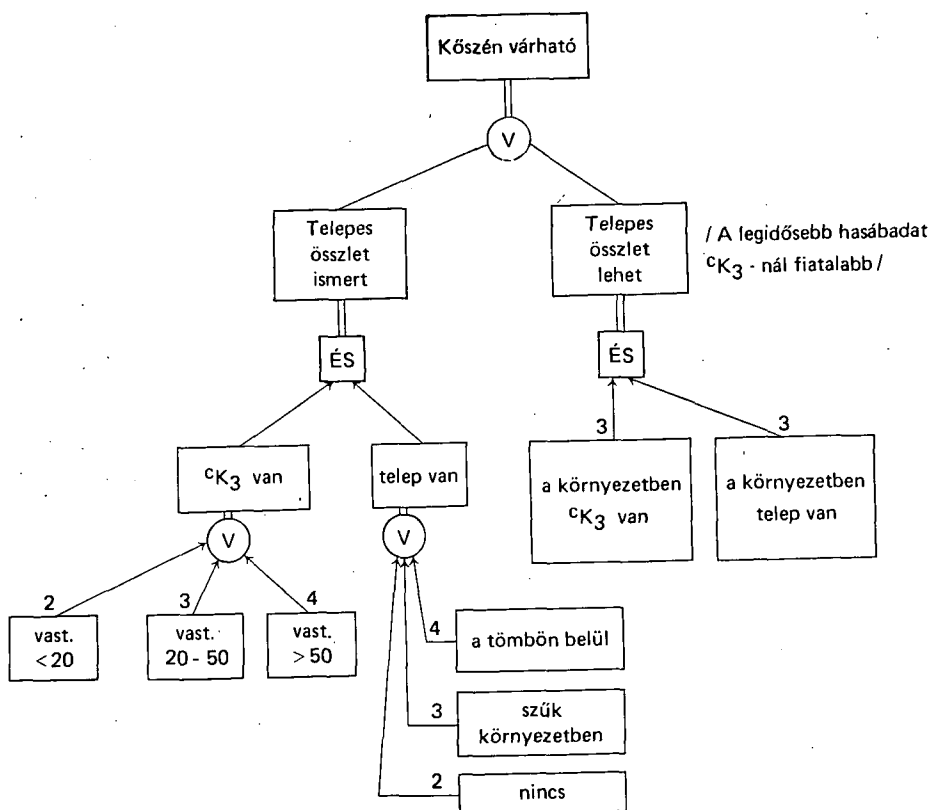 Kőszén várható
V
Telepes
összlet
ismert
Telepes
összlet
lehet
/ A legidősebb hasábadat
cK3 - nál fiatalabb /
ÉS
ÉS
cK3 van
telep van
3
3
a környezetben
cK3 van
a környezetben
telep van
V
V
2
3
4
vast.
<20
vast.
20 - 50
vast.
> 50
4
a tömbön belül
3
szűk
környezetben
2
nincs